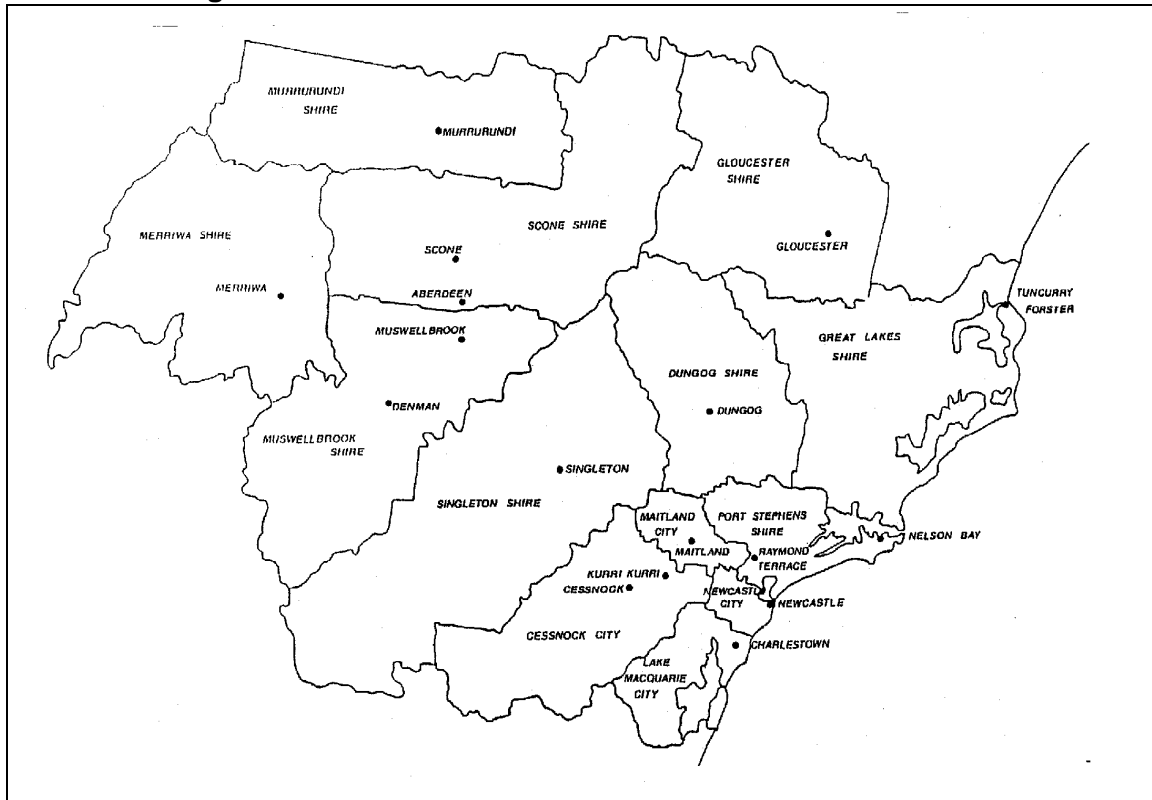 MURRURUNDI
SHIRE
MURRURUNDI
GLOUCESTER
SHIRE
GLOUCESTER
MERRIWA SHIRE
SCONE SHIRE
SCONE
MERRIWA
ABERDEEN
TUNCURRY
FORSTER
MUSWELLBROOK
GREAT LAKES
SHIRE
DUNGOG SHIRE
DUNGOG
DENMAN
MUSWELLBROOK
SHIRE
SINGLETON
SINGLETON SHIRE
MAITLAND
CITY
MAITLAND
PORT STEPHENS
SHIRE
NELSON BAY
RAYMOND
TERRACE
KURRI KURRI
CESSNOCK
NEWCASTLE
CITY
NEWCASTLE
CESSNOCK CITY
CHARLESTOWN
LAKE
MACQUARIE
CITY